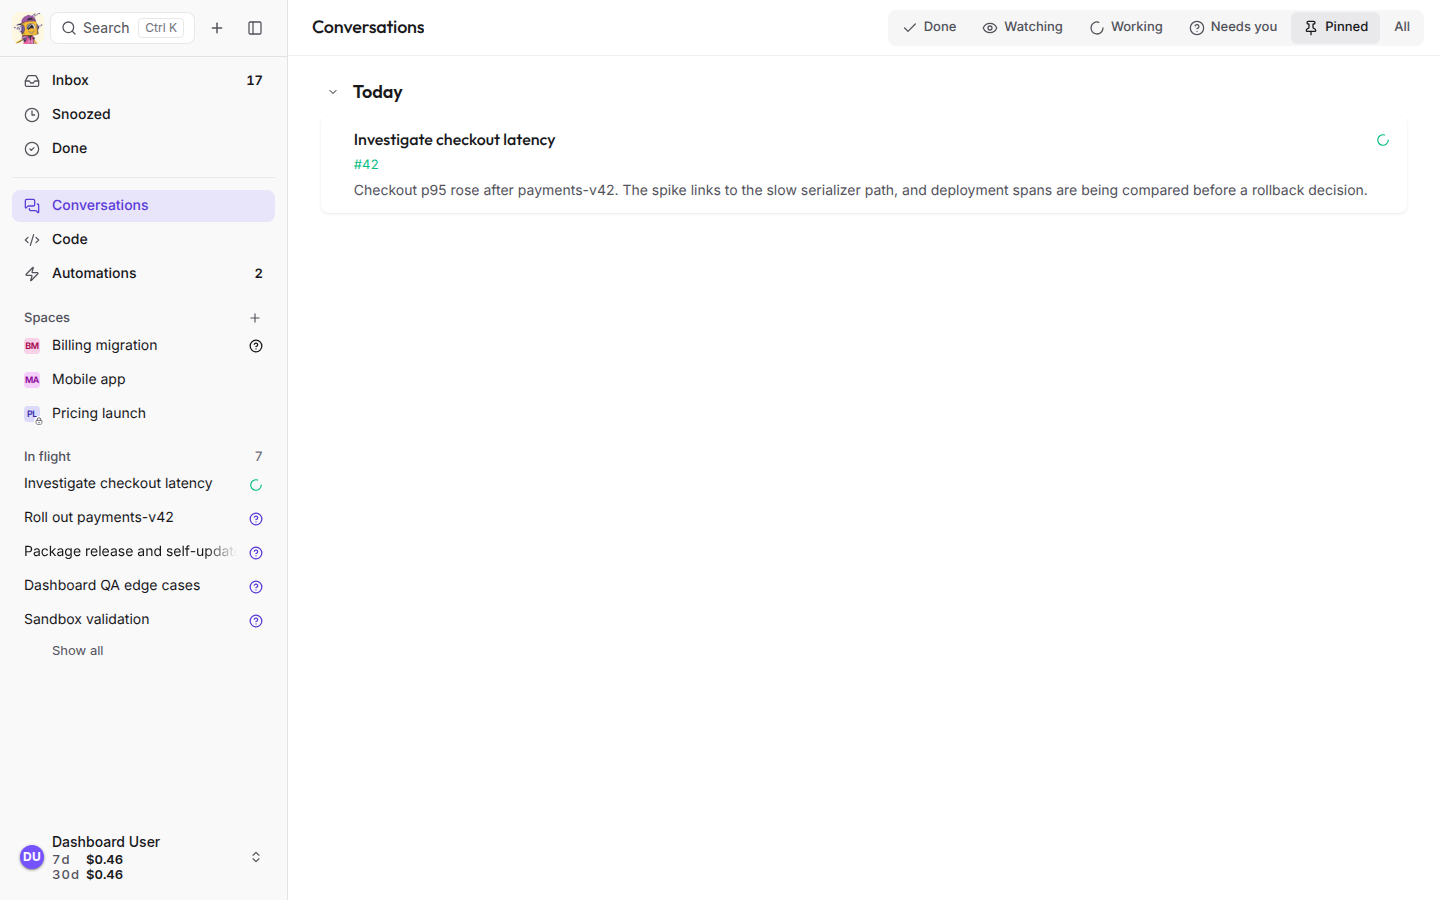 Search Ctrl K
Inbox 17
Snoozed
Done
Conversations
Code
Automations 2
Spaces
BM Billing migration
MA Mobile app
PL Pricing launch
In flight 7
Investigate checkout latency
Roll out payments-v42
Package release and self-updat
Dashboard QA edge cases
Sandbox validation
Show all
DU Dashboard User
7d $0.46
30d $0.46
Conversations
Done Watching Working Needs you Pinned All
Today
Investigate checkout latency
#42
Checkout p95 rose after payments-v42. The spike links to the slow serializer path, and deployment spans are being compared before a rollback decision.